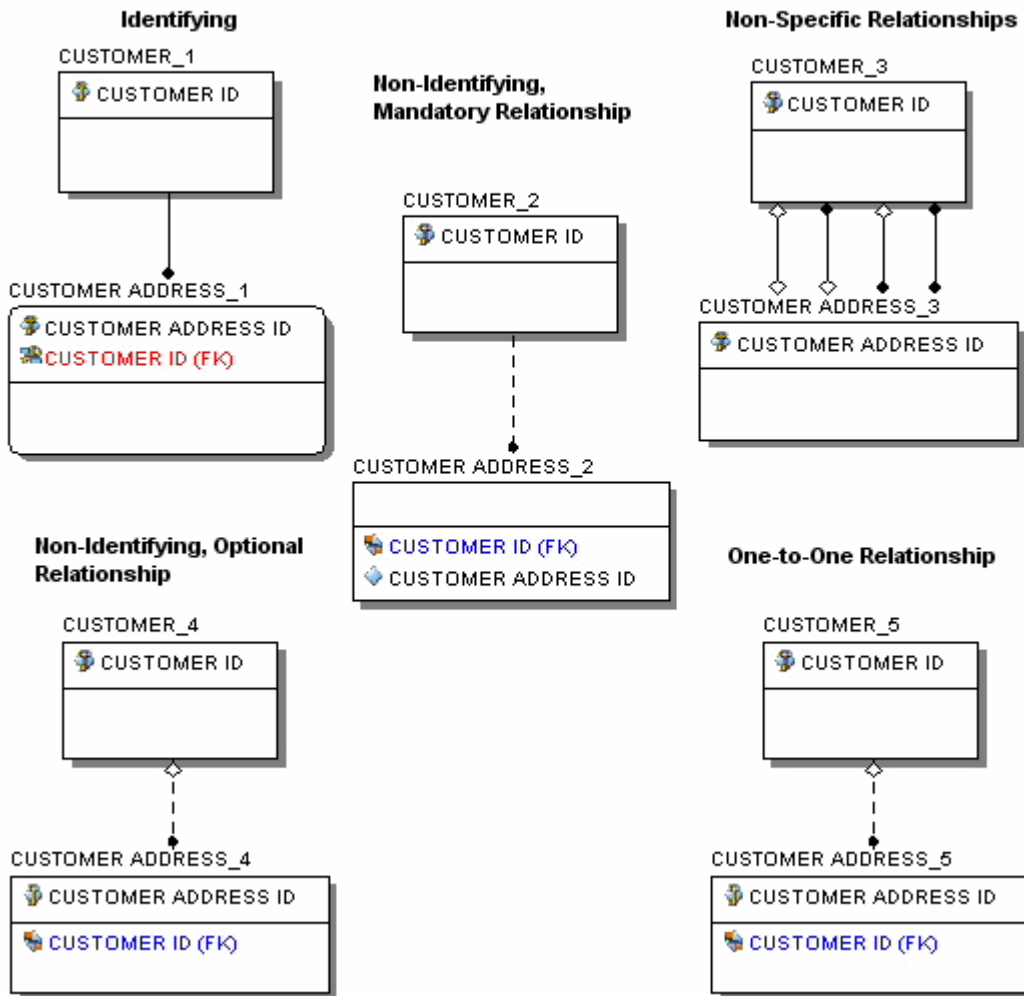 Identifying
CUSTOMER_1
CUSTOMER ID
CUSTOMER ADDRESS_1
CUSTOMER ADDRESS ID
CUSTOMER ID (FK)
Non-Identifying,
Mandatory Relationship
CUSTOMER_2
CUSTOMER ID
CUSTOMER ADDRESS_2
CUSTOMER ID (FK)
CUSTOMER ADDRESS ID
Non-Specific Relationships
CUSTOMER_3
CUSTOMER ID
CUSTOMER ADDRESS_3
CUSTOMER ADDRESS ID
Non-Identifying, Optional
Relationship
CUSTOMER_4
CUSTOMER ID
CUSTOMER ADDRESS_4
CUSTOMER ADDRESS ID
CUSTOMER ID (FK)
One-to-One Relationship
CUSTOMER_5
CUSTOMER ID
CUSTOMER ADDRESS_5
CUSTOMER ADDRESS ID
CUSTOMER ID (FK)